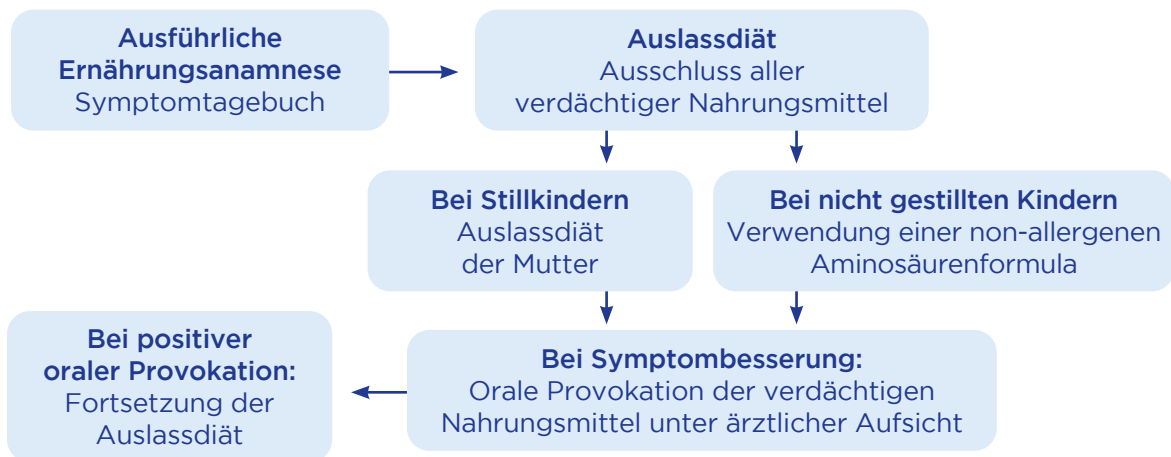 Ausführliche
Ernährungsanamnese
Symptomtagebuch
Auslassdiät
Ausschluss aller
verdächtiger Nahrungsmittel
Bei Stillkindern
Auslassdiät
der Mutter
Bei nicht gestillten Kindern
Verwendung einer non-allergenen
Aminosäurenformula
Bei Symptombesserung:
Orale Provokation der verdächtigen
Nahrungsmittel unter ärztlicher Aufsicht
Bei positiver
oraler Provokation:
Fortsetzung der
Auslassdiät